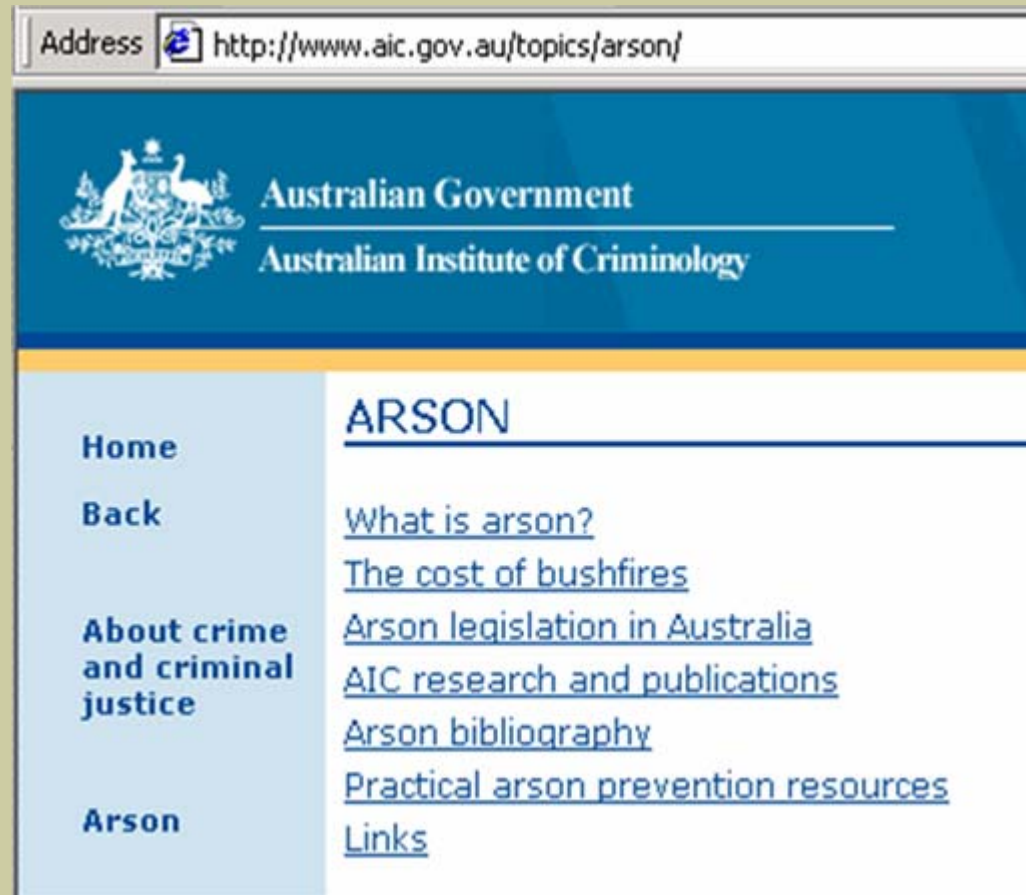 Address http://www.aic.gov.au/topics/arson/
Australian Government
Australian Institute of Criminology
Home
Back
About crime
and criminal
justice
Arson
ARSON
What is arson?
The cost of bushfires
Arson legislation in Australia
AIC research and publications
Arson bibliography
Practical arson prevention resources
Links